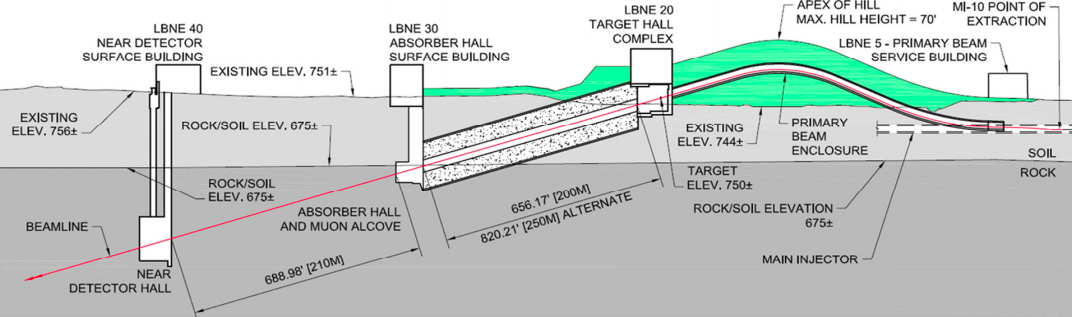 LBNE 40
NEAR DETECTOR
SURFACE BUILDING
EXISTING ELEV. 751±
LBNE 30
ABSORBER HALL
SURFACE BUILDING
LBNE 20
TARGET HALL
COMPLEX
APEX OF HILL
MAX. HILL HEIGHT = 70'
MI-10 POINT OF
EXTRACTION
LBNE 5 - PRIMARY BEAM
SERVICE BUILDING
EXISTING
ELEV. 756±
ROCK/SOIL ELEV. 675±
EXISTING
ELEV. 744±
PRIMARY
BEAM
ENCLOSURE
SOIL
ROCK
ROCK/SOIL
ELEV. 675±
TARGET
ELEV. 750±
656.17' [200M]
820.21' [250M] ALTERNATE
ROCK/SOIL ELEVATION
675±
BEAMLINE
ABSORBER HALL
AND MUON ALCOVE
MAIN INJECTOR
688.98' [210M]
NEAR
DETECTOR HALL